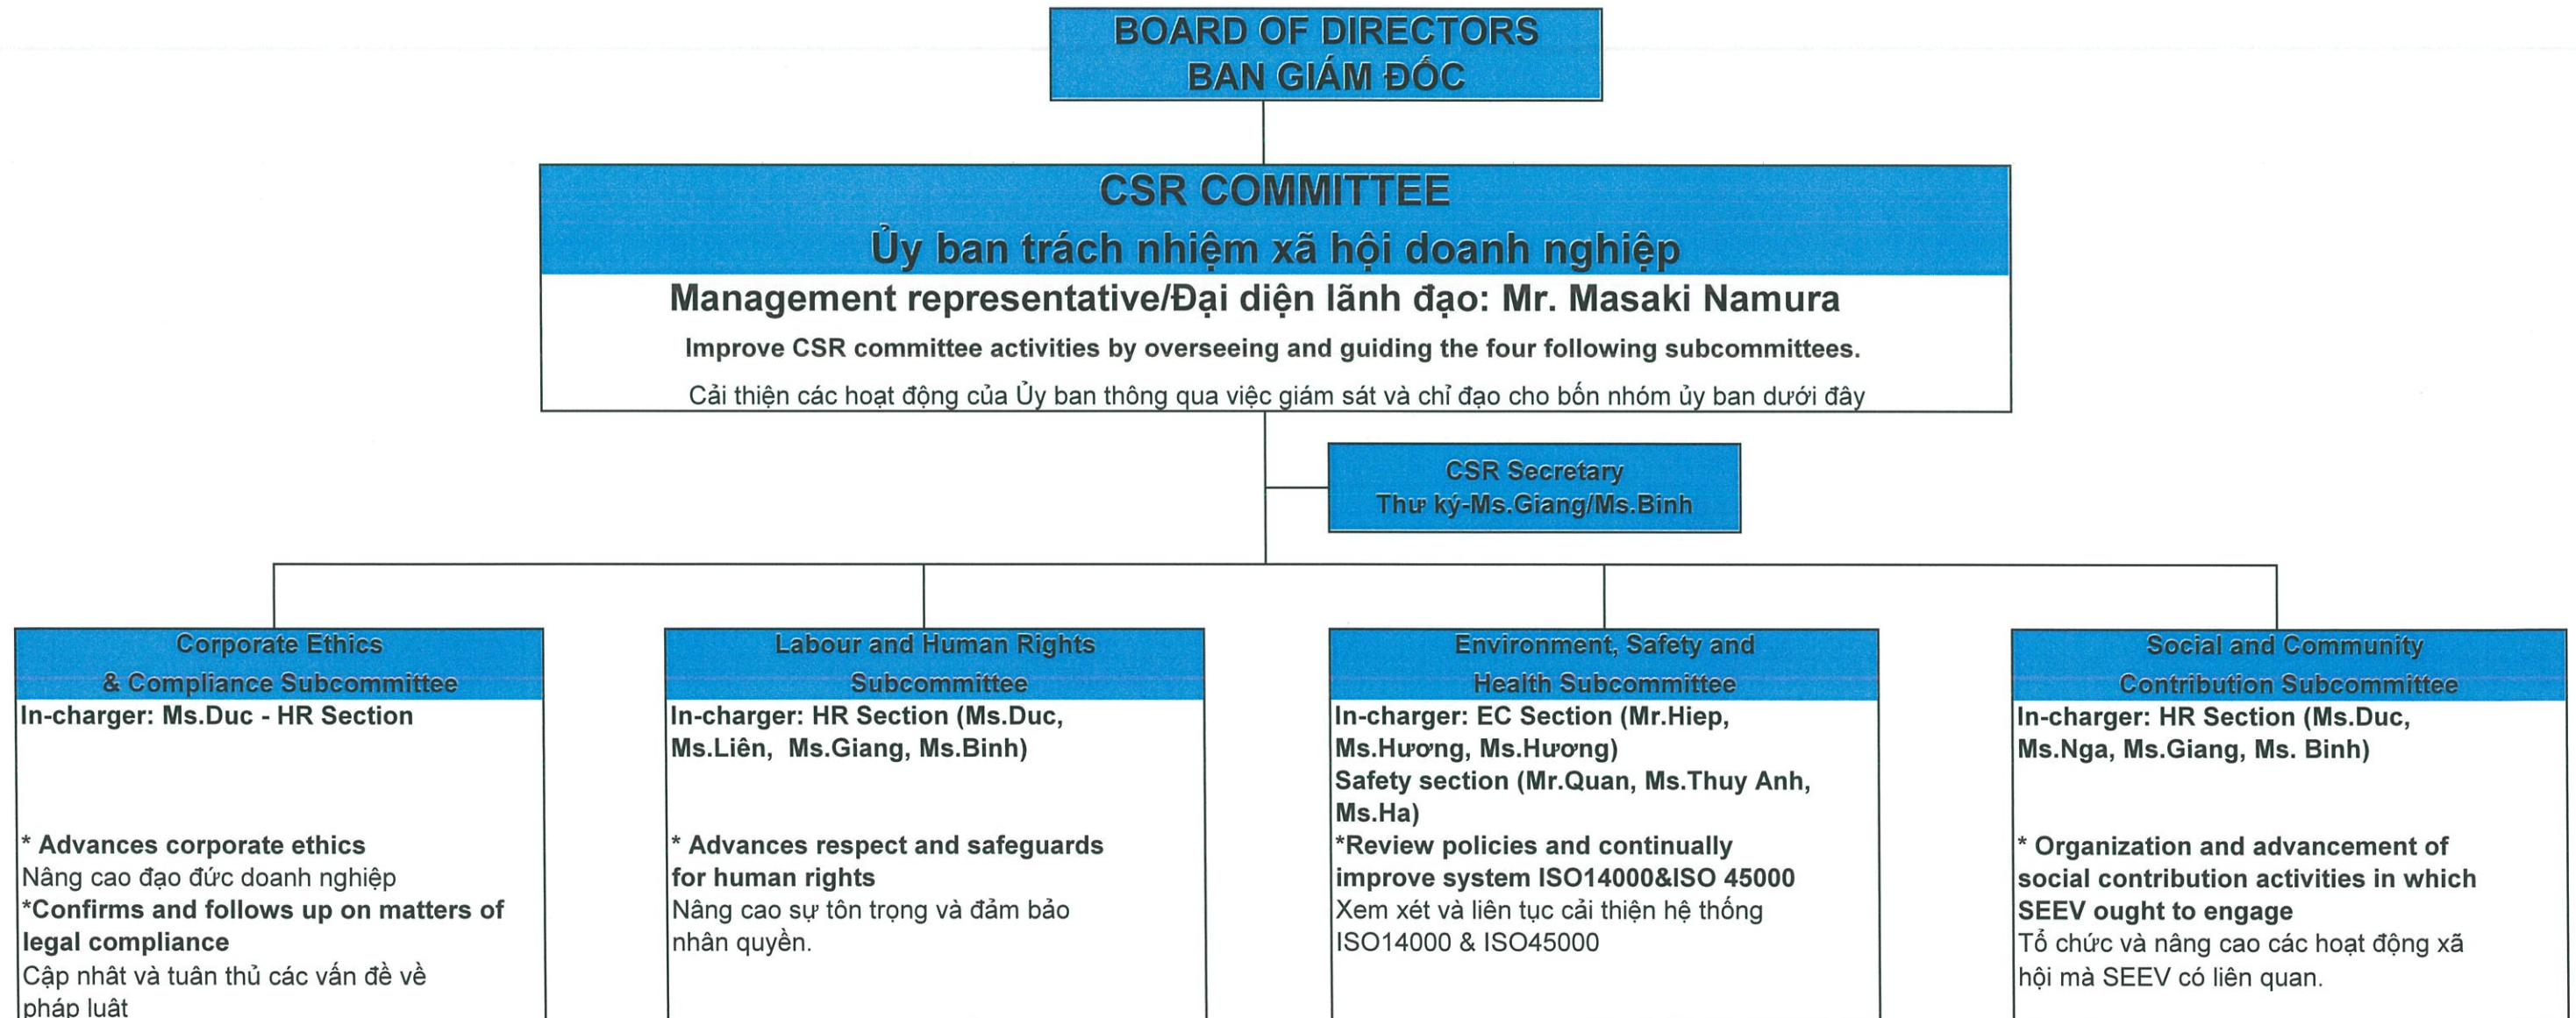 BOARD OF DIRECTORS
BAN GIÁM ĐỐC
CSR COMMITTEE
Ủy ban trách nhiệm xã hội doanh nghiệp
Management representative/Đại diện lãnh đạo: Mr. Masaki Namura
Improve CSR committee activities by overseeing and guiding the four following subcommittees.
Cải thiện các hoạt động của Ủy ban thông qua việc giám sát và chỉ đạo cho bốn nhóm ủy ban dưới đây
CSR Secretary
Thư ký-Ms.Giang/Ms.Binh
Corporate Ethics
& Compliance Subcommittee
In-charger: Ms.Duc - HR Section
* Advances corporate ethics
Nâng cao đạo đức doanh nghiệp
*Confirms and follows up on matters of
legal compliance
Cập nhât và tuân thủ các vấn đề về
pháp luât
Labour and Human Rights
Subcommittee
In-charger: HR Section (Ms.Duc,
Ms.Liên, Ms.Giang, Ms.Binh)
* Advances respect and safeguards
for human rights
Nâng cao sự tôn trọng và đảm bảo
nhân quyền.
Environment, Safety and
Health Subcommittee
In-charger: EC Section (Mr.Hiep,
Ms.Hương, Ms.Hương)
Safety section (Mr.Quan, Ms.Thuy Anh,
Ms.Ha)
*Review policies and continually
improve system ISO14000&ISO 45000
Xem xét và liên tục cải thiện hệ thống
ISO14000 & ISO45000
Social and Community
Contribution Subcommittee
In-charger: HR Section (Ms.Duc,
Ms.Nga, Ms.Giang, Ms. Binh)
* Organization and advancement of
social contribution activities in which
SEEV ought to engage
Tổ chức và nâng cao các hoạt động xã
hội mà SEEV có liên quan.